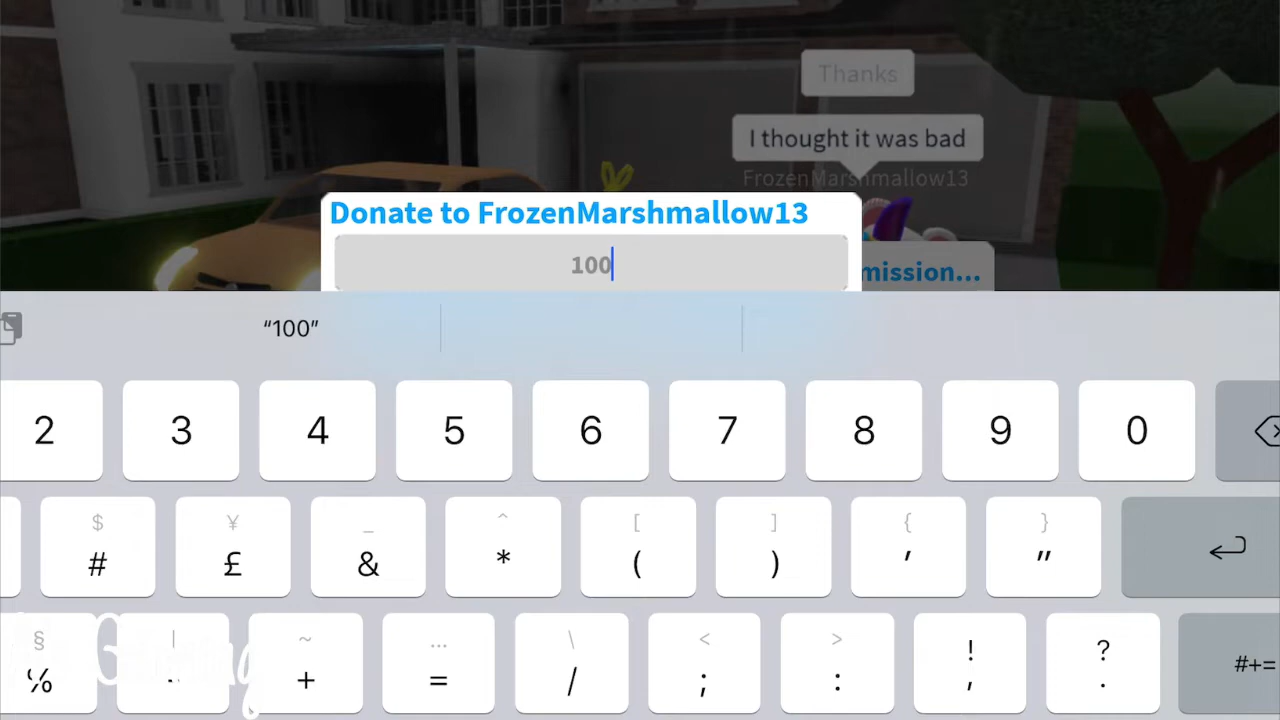 Thanks
I thought it was bad
FrozenMarshmallow13
Donate to FrozenMarshmallow13
100
mission...
“100”
2 3 4 5 6 7 8 9 0
$ ¥ _ ^ [ ] { }
# £ & * ( ) ' "
§ | ~ ... \ < > ! ?
% - + = / ; : , .
#+=
Gaming